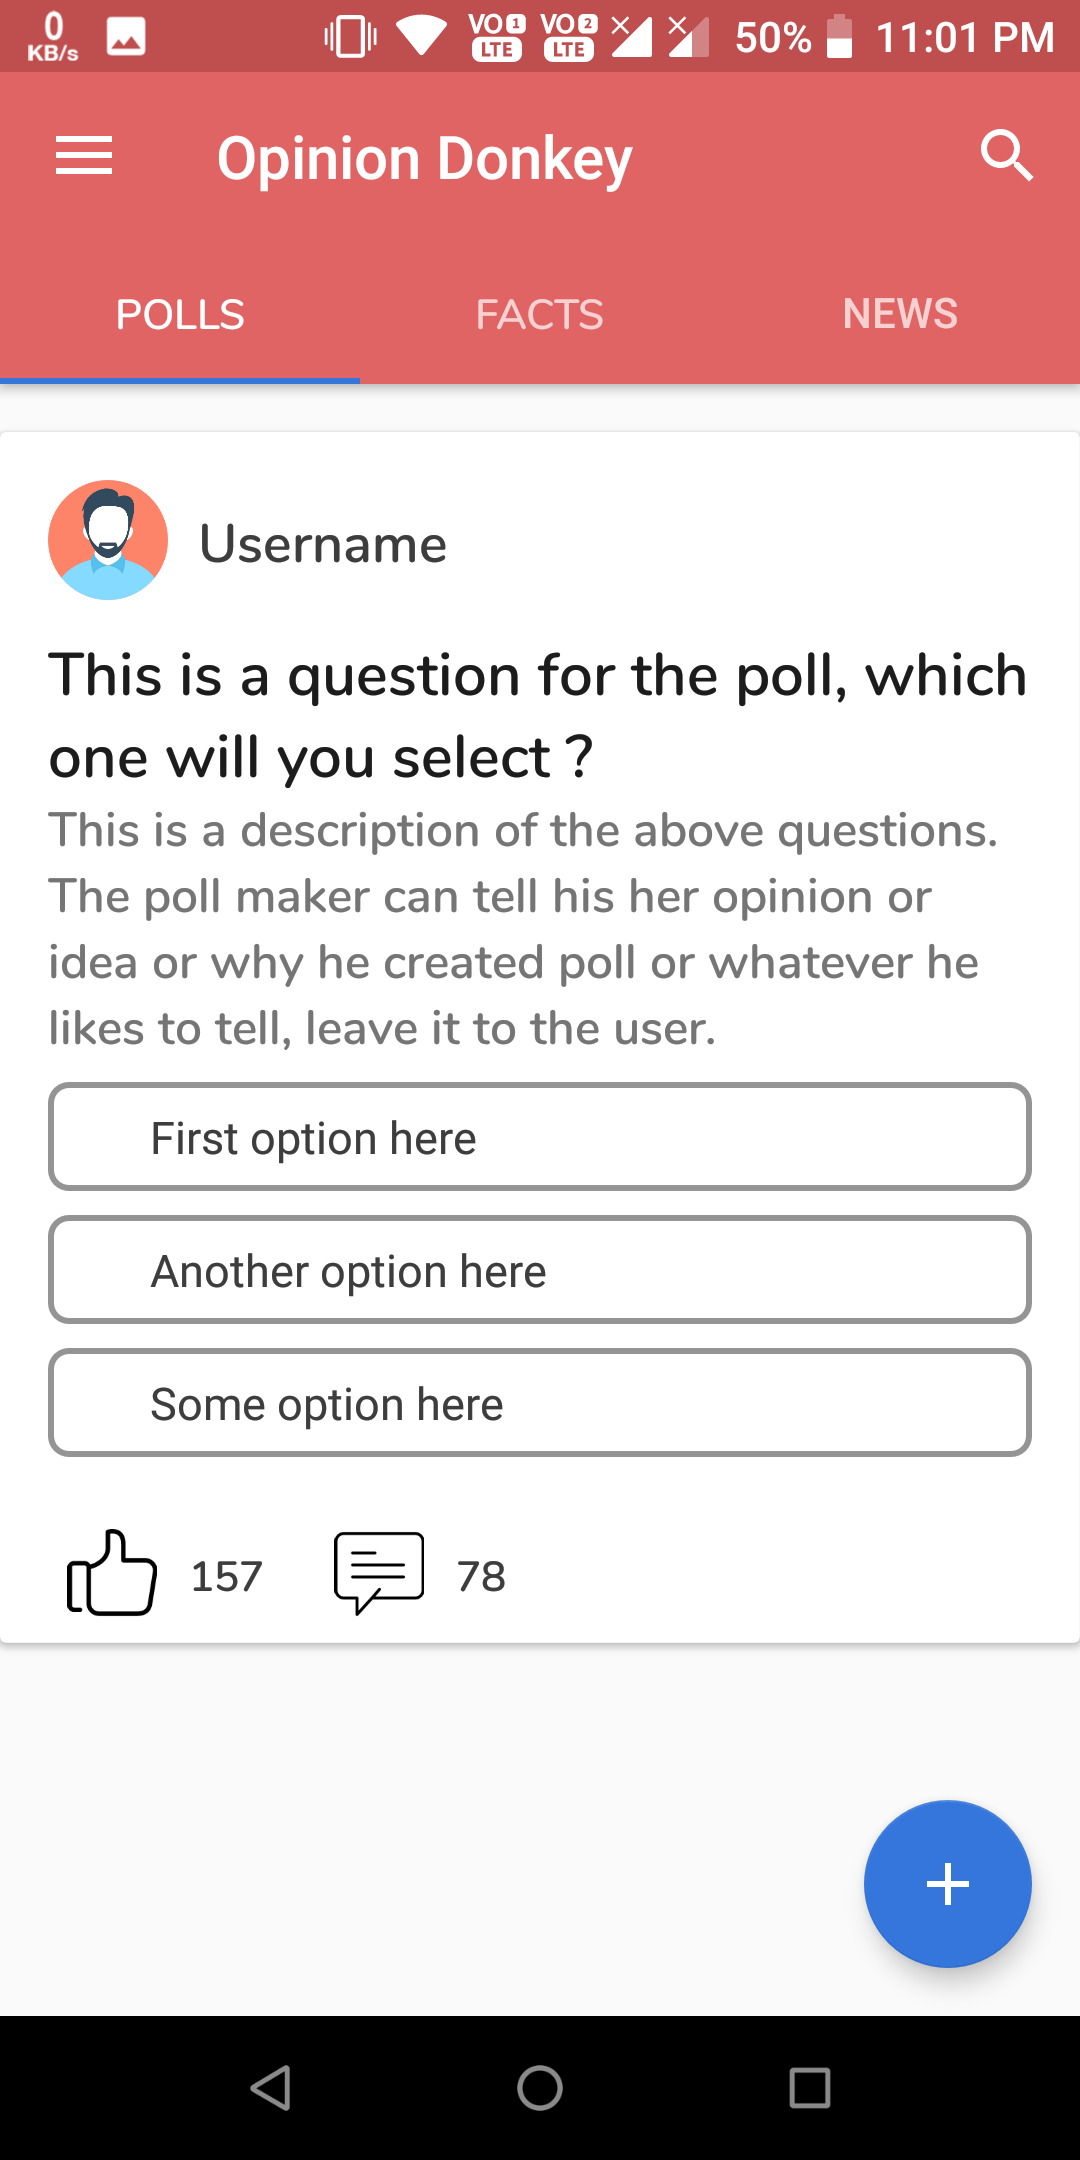 0 KB/s VO 1 LTE VO 2 LTE 50% 11:01 PM
Opinion Donkey
POLLS FACTS NEWS
Username
This is a question for the poll, which
one will you select ?
This is a description of the above questions.
The poll maker can tell his her opinion or
idea or why he created poll or whatever he
likes to tell, leave it to the user.
First option here
Another option here
Some option here
157 78